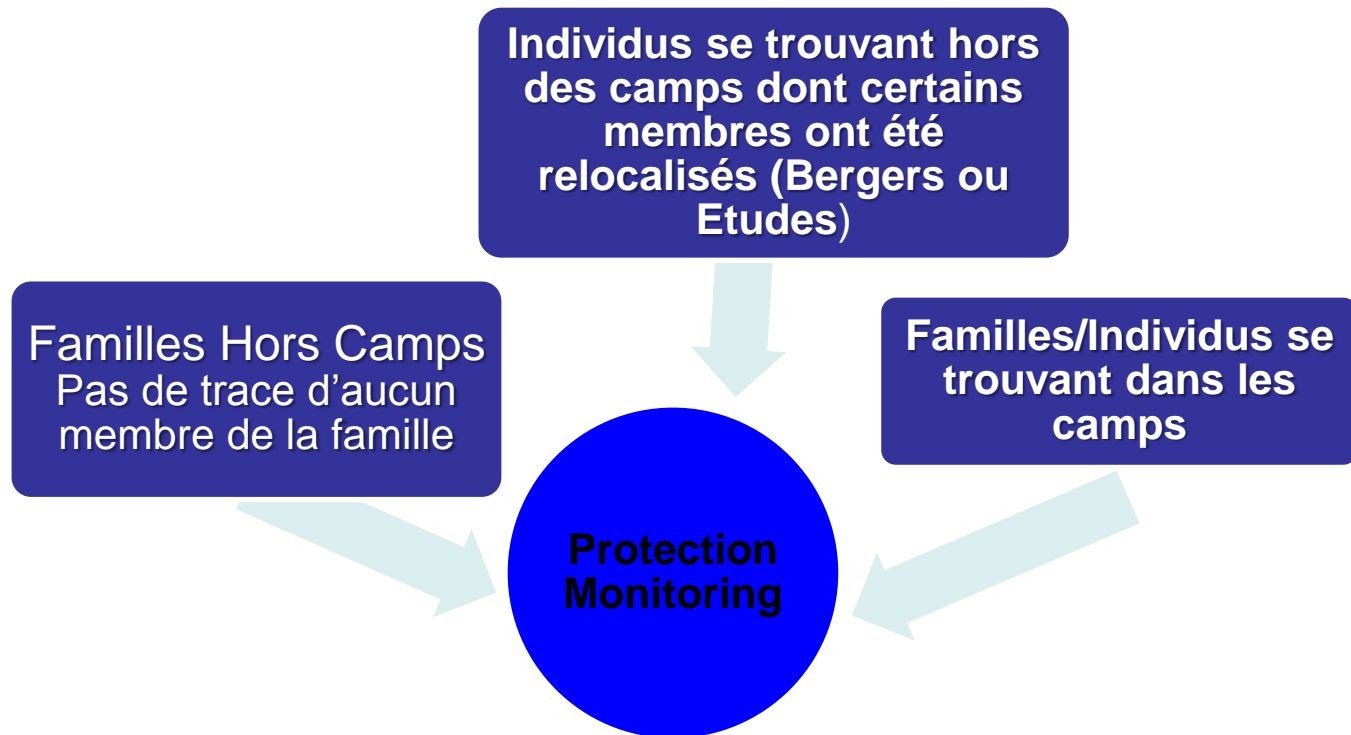 Individus se trouvant hors
des camps dont certains
membres ont été
relocalisés (Bergers ou
Etudes)
Familles Hors Camps
Pas de trace d’aucun
membre de la famille
Familles/Individus se
trouvant dans les
camps
Protection
Monitoring